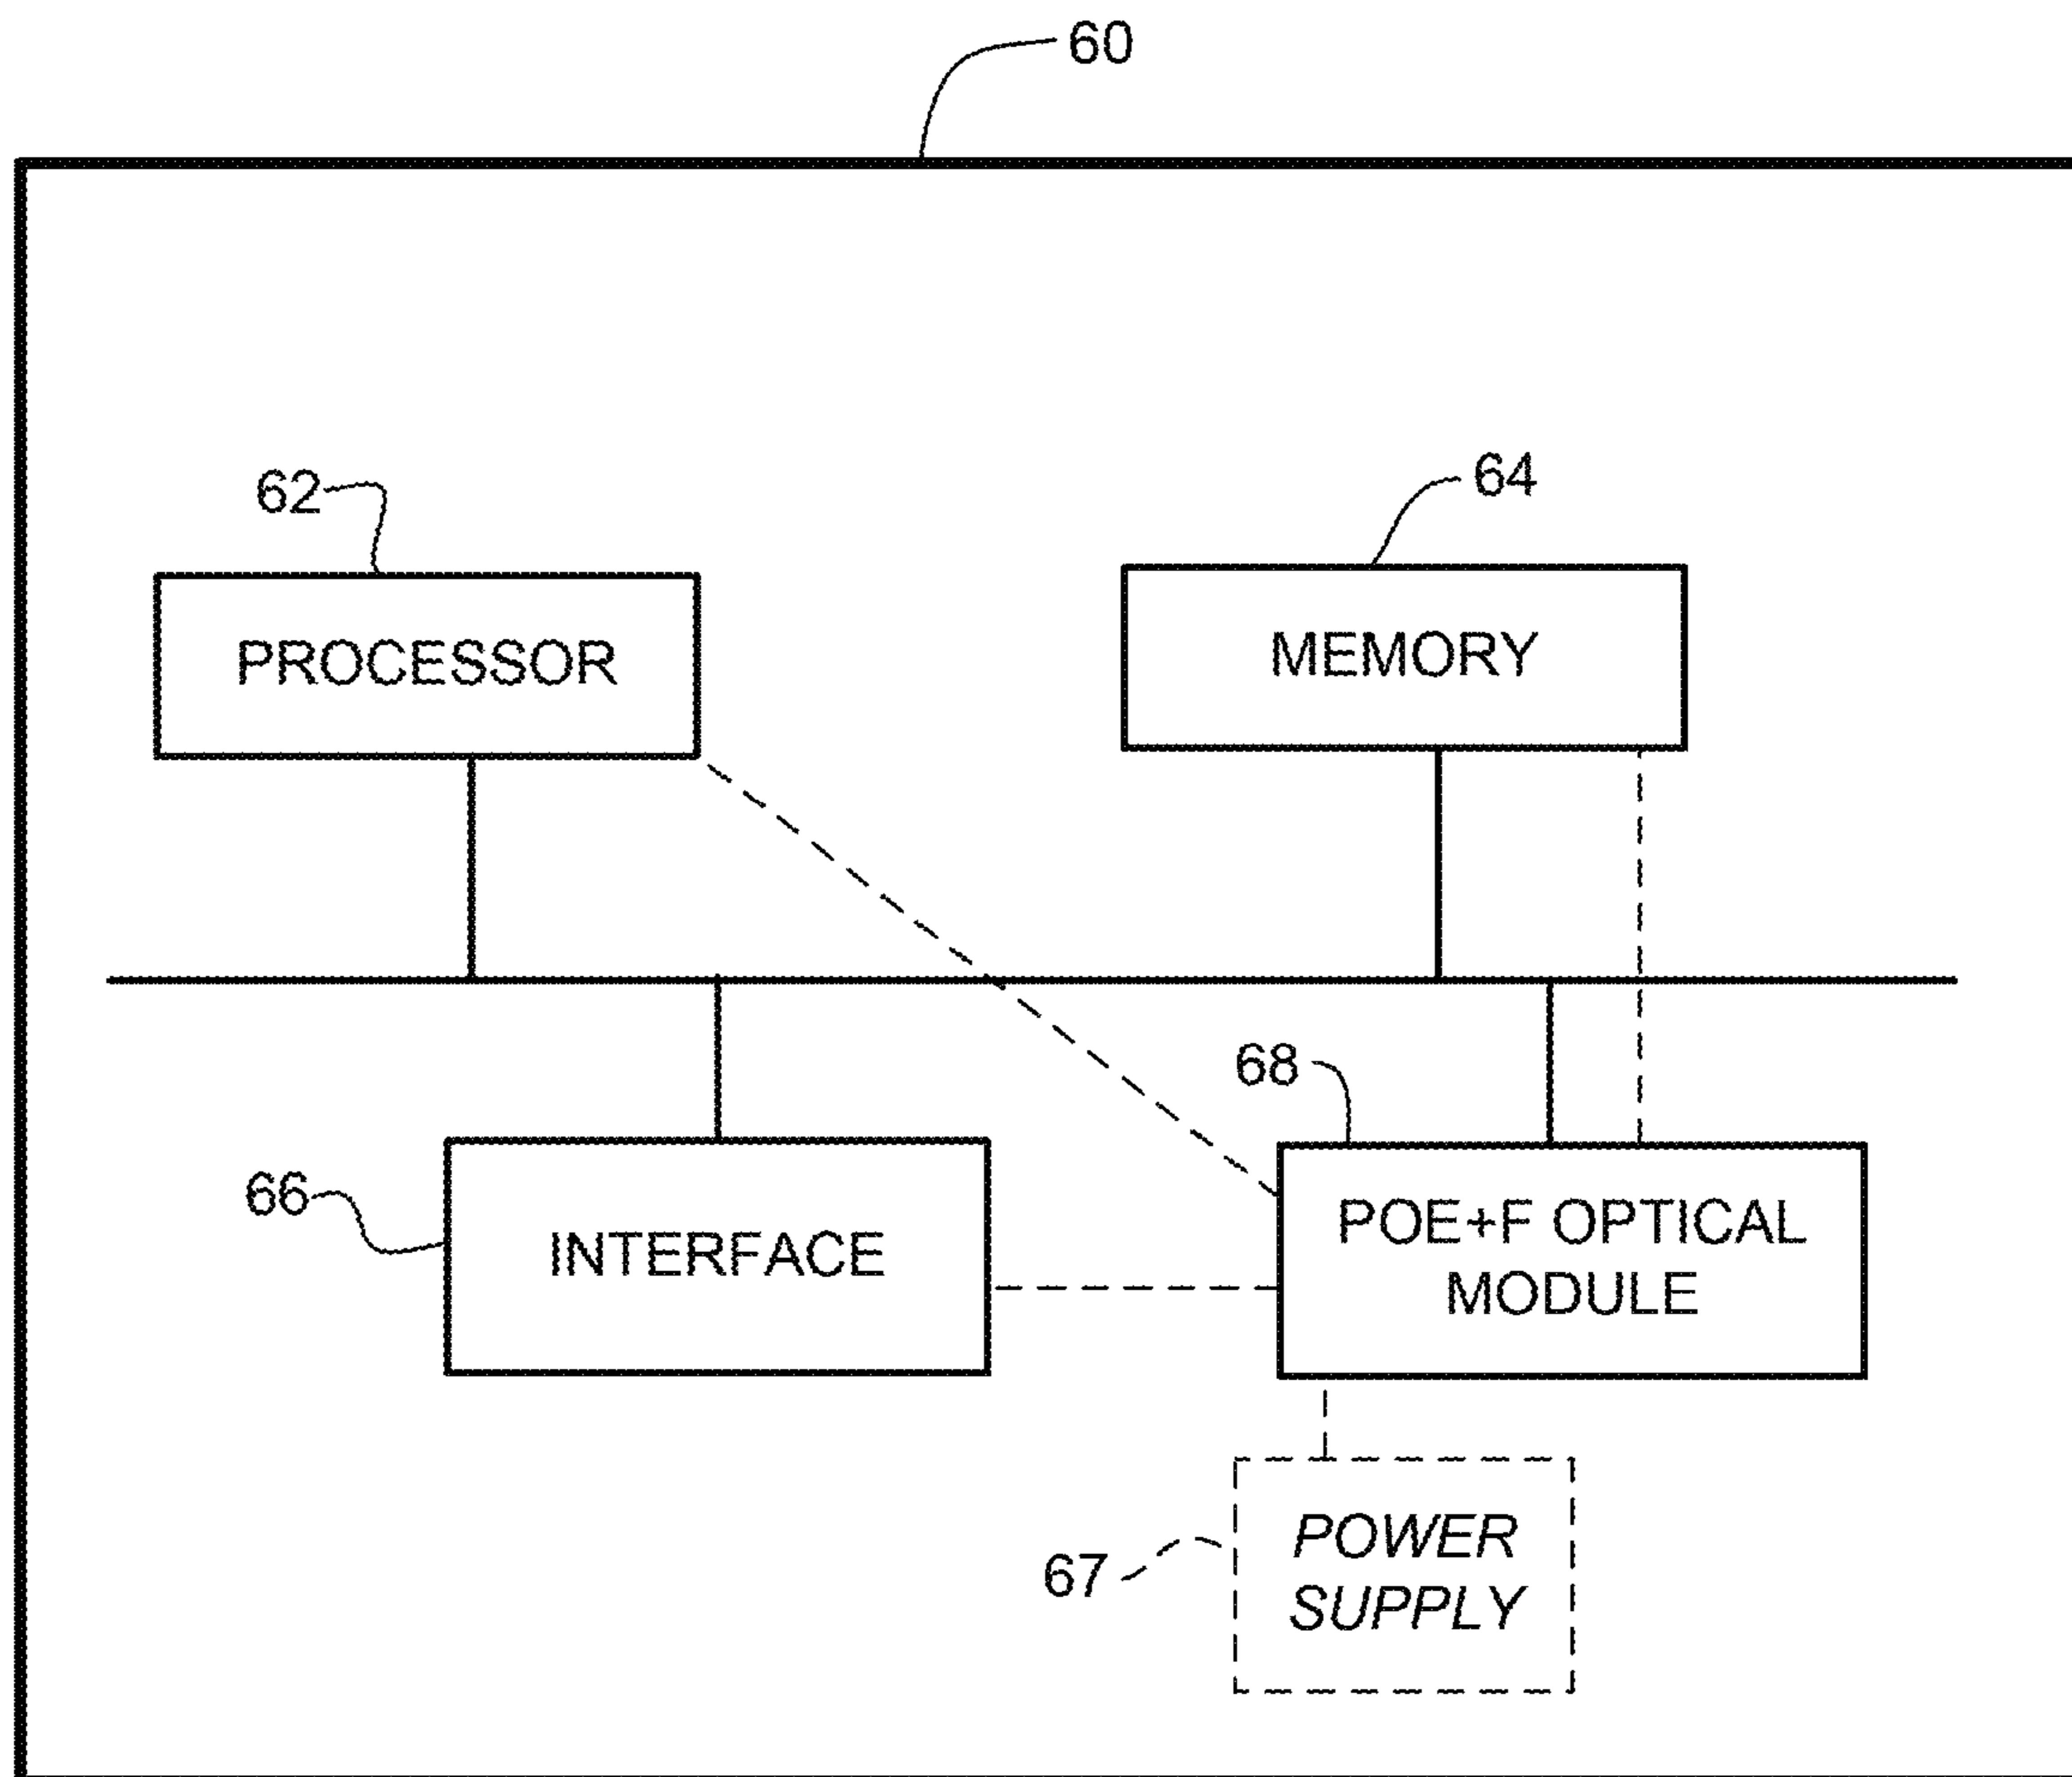 60
62
64
PROCESSOR
MEMORY
68
66
INTERFACE
POE+F OPTICAL
MODULE
67
POWER
SUPPLY